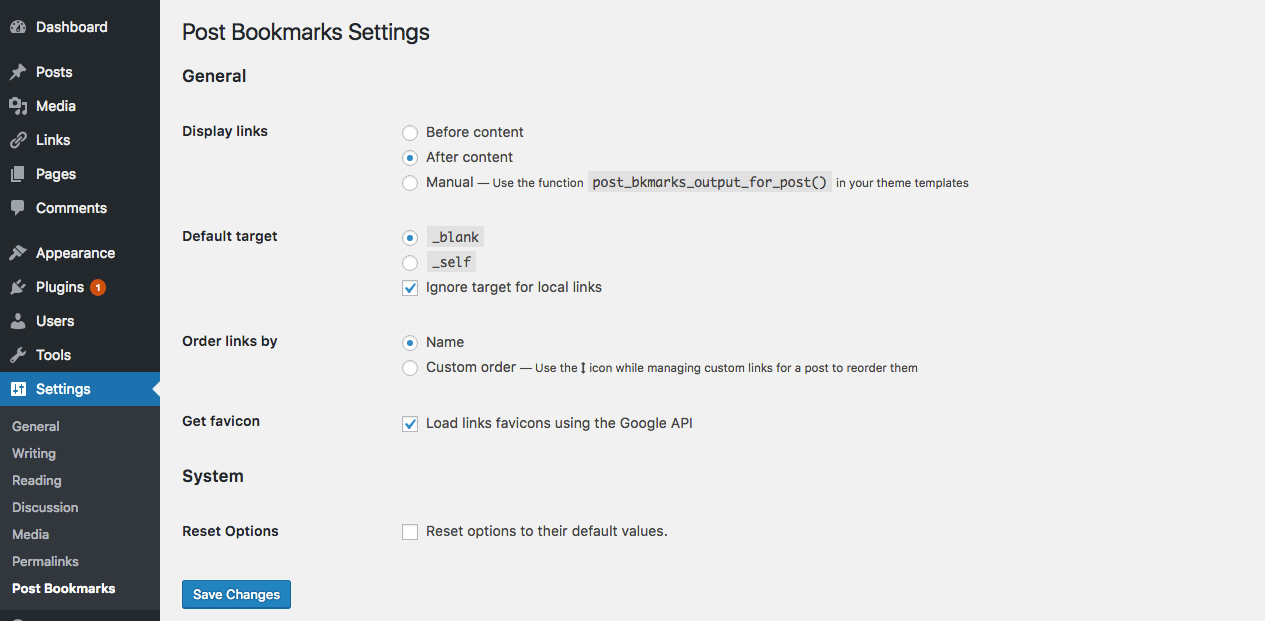 Dashboard
Posts
Media
Links
Pages
Comments
Appearance
Plugins 1
Users
Tools
Settings
General
Writing
Reading
Discussion
Media
Permalinks
Post Bookmarks
Post Bookmarks Settings
General
Display links
Before content
After content
Manual — Use the function post_bkmarks_output_for_post() in your theme templates
Default target
_blank
_self
Ignore target for local links
Order links by
Name
Custom order — Use the ↕ icon while managing custom links for a post to reorder them
Get favicon
Load links favicons using the Google API
System
Reset Options
Reset options to their default values.
Save Changes